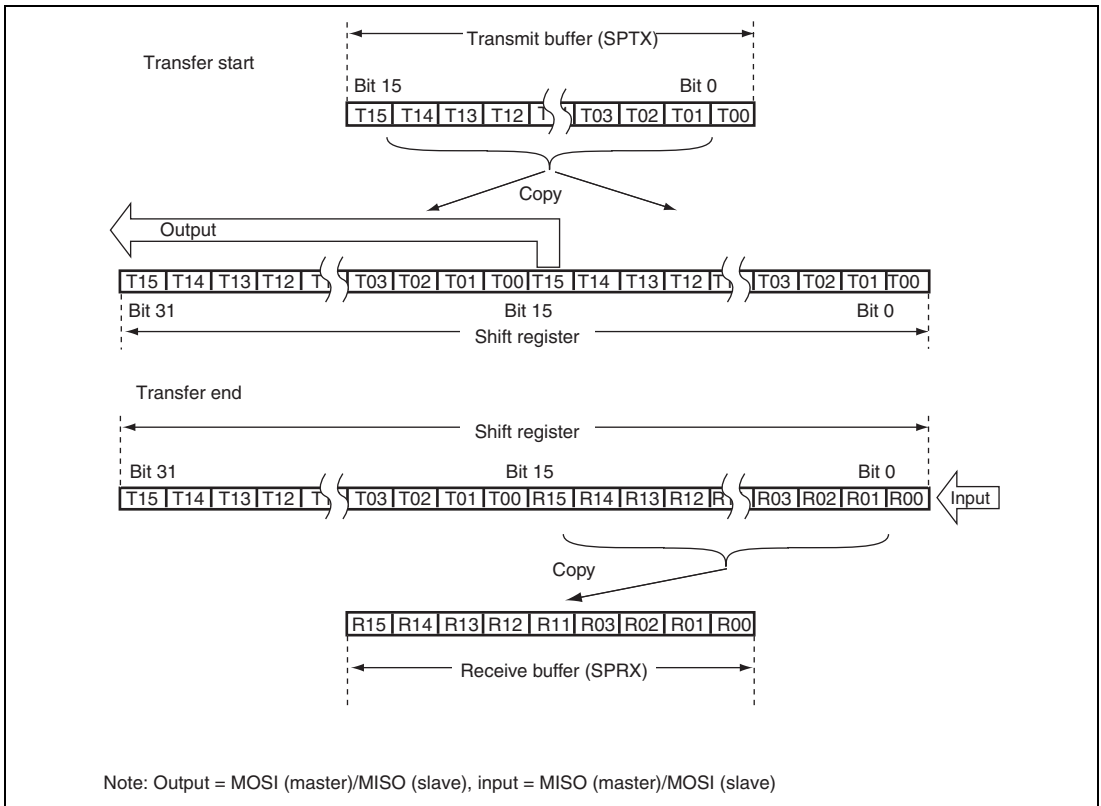 Transmit buffer (SPTX)
Transfer start
Bit 15 Bit 0
T15 T14 T13 T12 T03 T02 T01 T00
Copy
Output
T15 T14 T13 T12 T03 T02 T01 T00 T15 T14 T13 T12 T03 T02 T01 T00
Bit 31 Bit 15 Bit 0
Shift register
Transfer end
Shift register
Bit 31 Bit 15 Bit 0
T15 T14 T13 T12 T03 T02 T01 T00 R15 R14 R13 R12 R03 R02 R01 R00
Input
Copy
R15 R14 R13 R12 R11 R03 R02 R01 R00
Receive buffer (SPRX)
Note: Output = MOSI (master)/MISO (slave), input = MISO (master)/MOSI (slave)